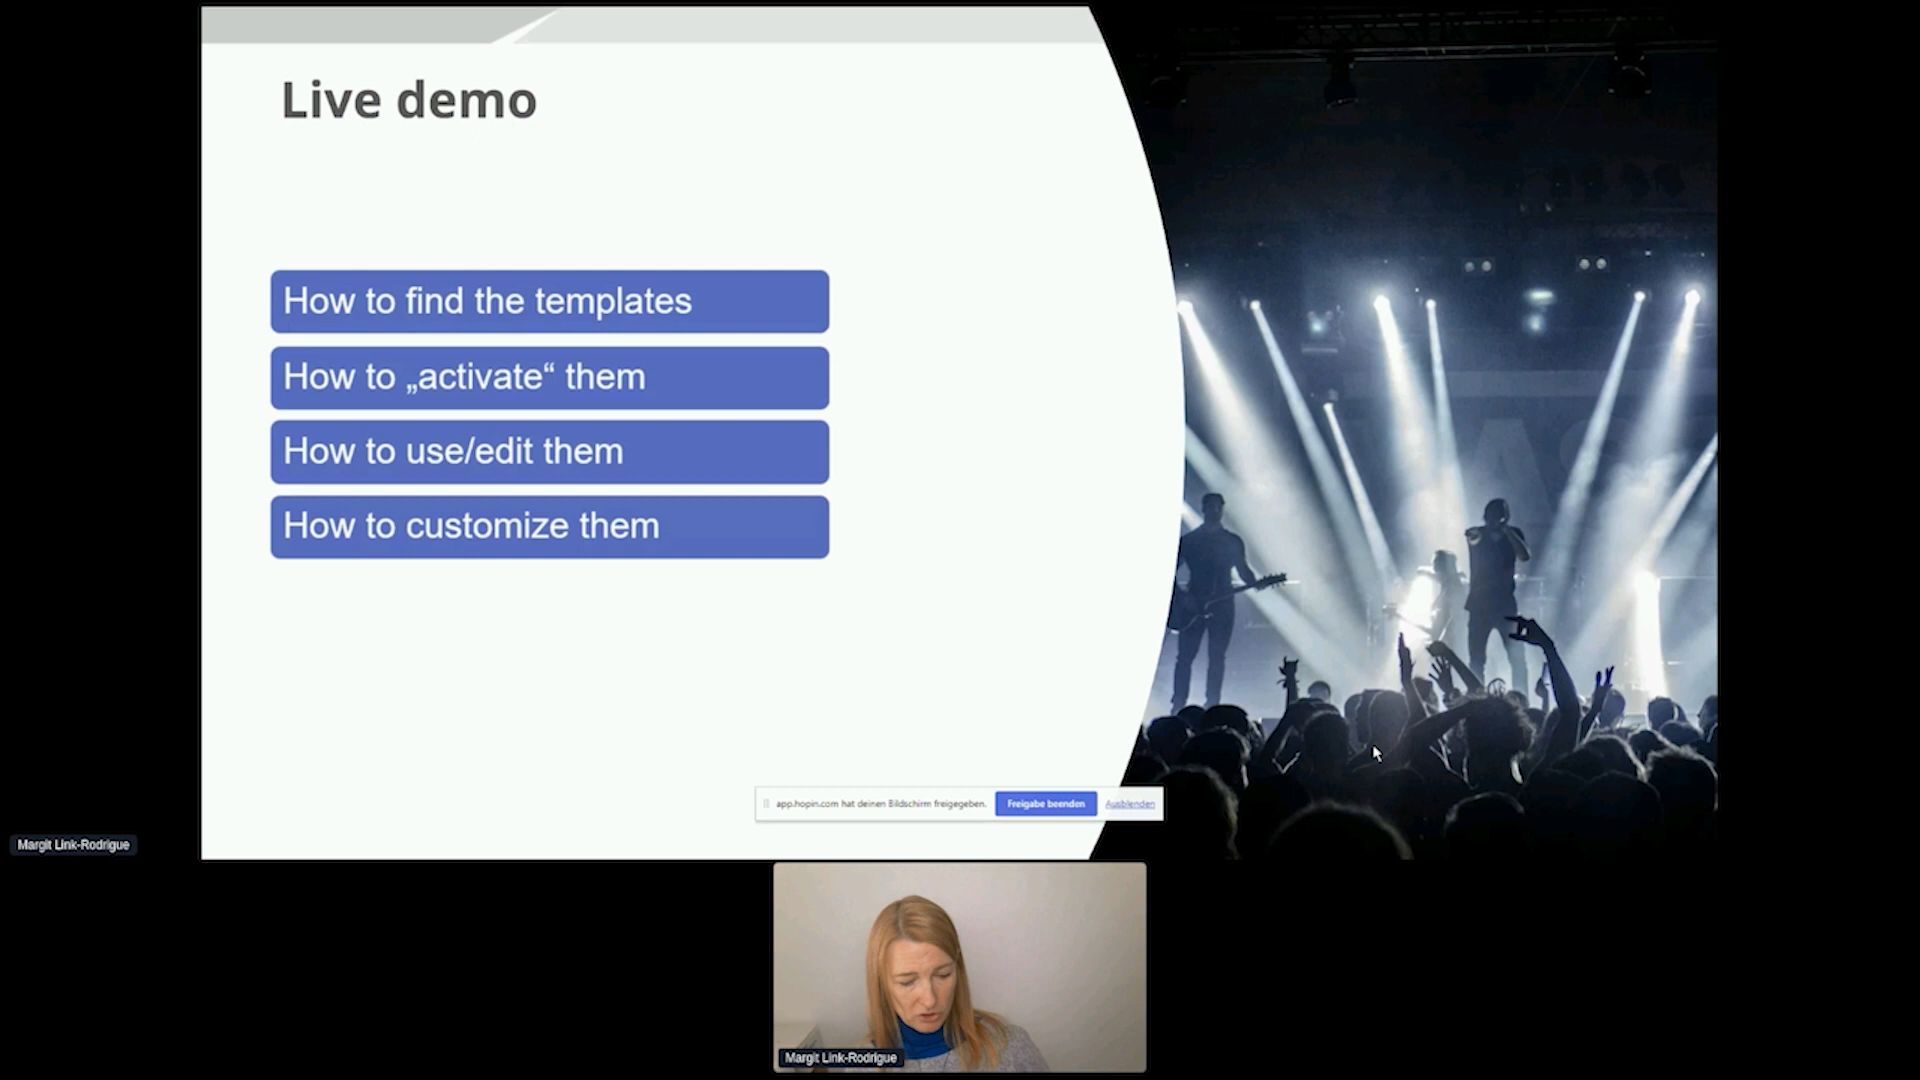 Live demo
How to find the templates
How to „activate“ them
How to use/edit them
How to customize them
app.hopin.com hat deinen Bildschirm freigegeben. Freigabe beenden Ausblenden
Margit Link-Rodrigue
Margit Link-Rodrigue